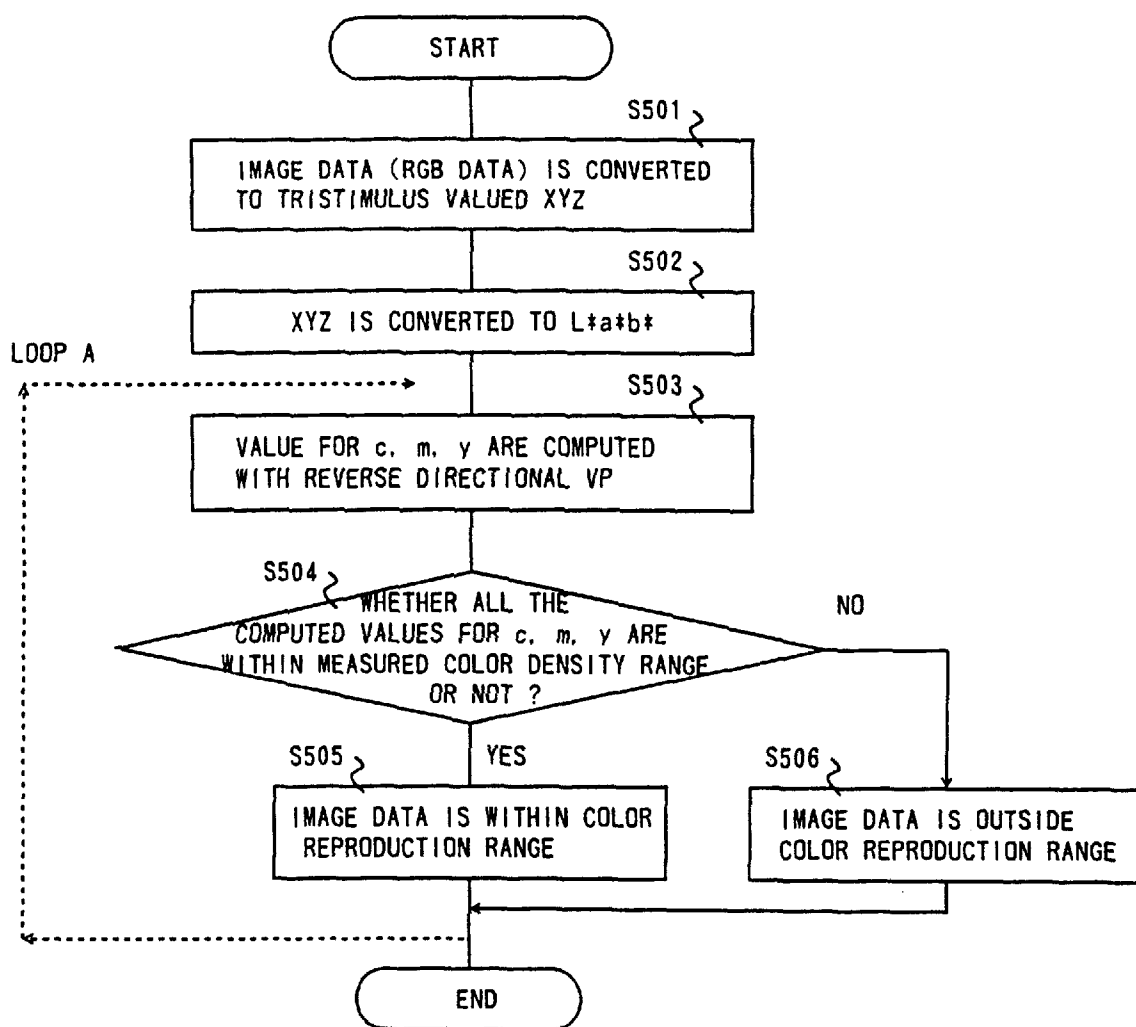 START
S501
IMAGE DATA (RGB DATA) IS CONVERTED
TO TRISTIMULUS VALUED XYZ
S502
XYZ IS CONVERTED TO L*a*b*
LOOP A
S503
VALUE FOR c, m, y ARE COMPUTED
WITH REVERSE DIRECTIONAL VP
S504
WHETHER ALL THE
COMPUTED VALUES FOR c, m, y ARE
WITHIN MEASURED COLOR DENSITY RANGE
OR NOT ?
NO
YES
S505
IMAGE DATA IS WITHIN COLOR
REPRODUCTION RANGE
S506
IMAGE DATA IS OUTSIDE
COLOR REPRODUCTION RANGE
END